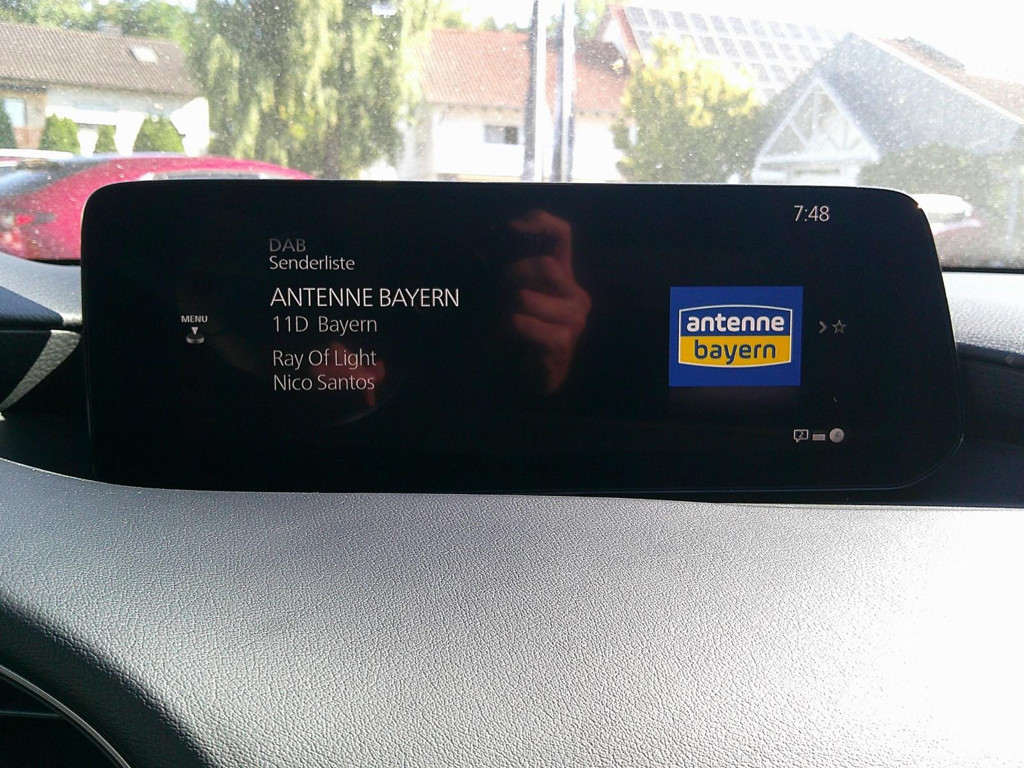 7:48
DAB
Senderliste
ANTENNE BAYERN
11D Bayern
Ray Of Light
Nico Santos
MENU
antenne
bayern